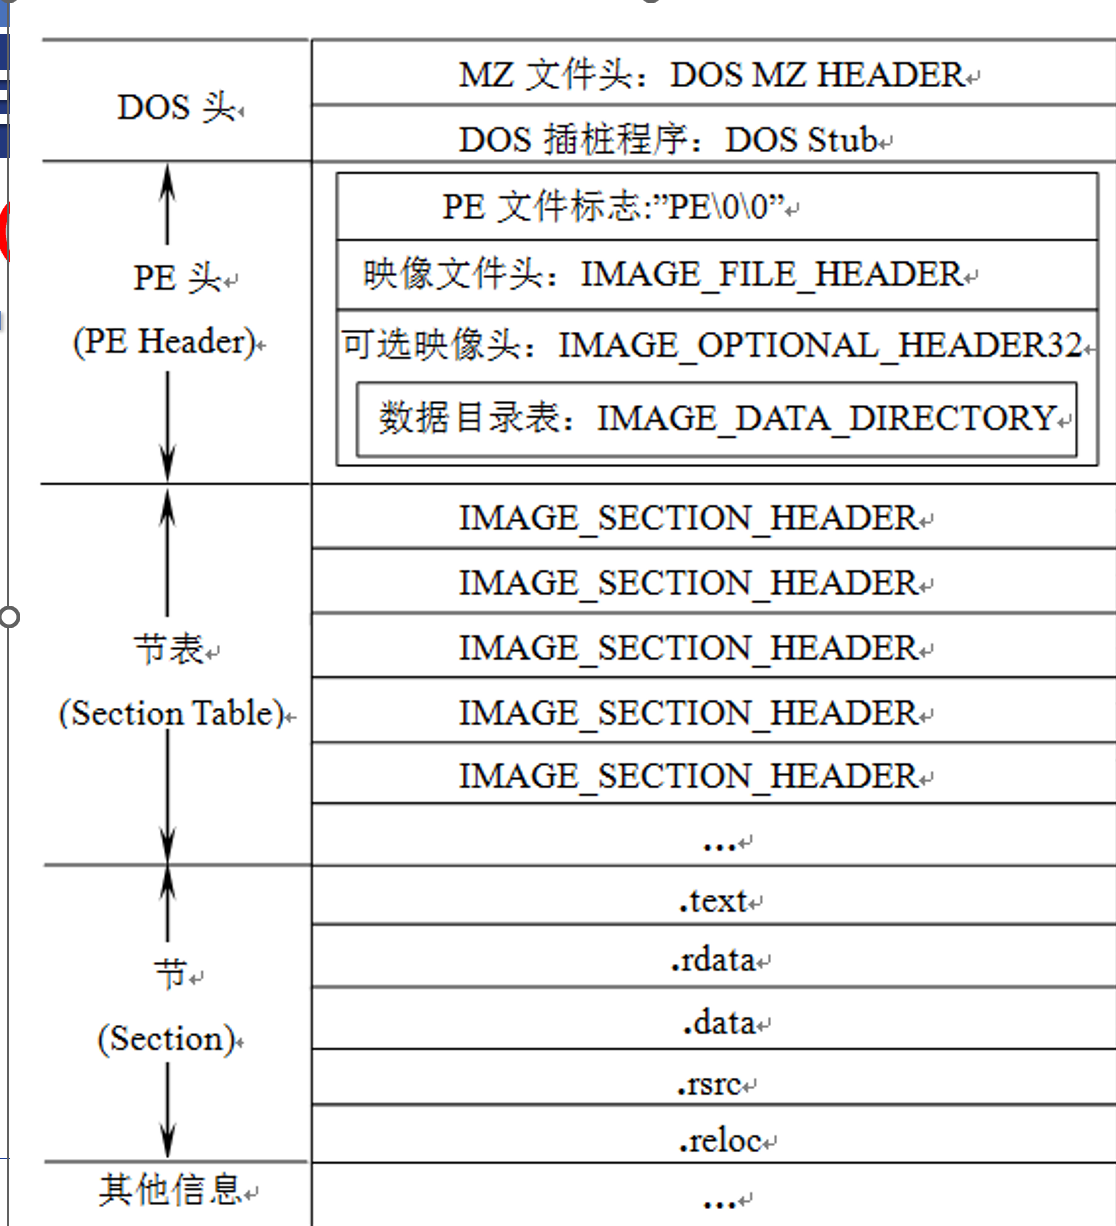 DOS 头
MZ 文件头：DOS MZ HEADER
DOS 插桩程序：DOS Stub
PE 头
(PE Header)
PE 文件标志:”PE\0\0”
映像文件头：IMAGE_FILE_HEADER
可选映像头：IMAGE_OPTIONAL_HEADER32
数据目录表：IMAGE_DATA_DIRECTORY
节表
(Section Table)
IMAGE_SECTION_HEADER
IMAGE_SECTION_HEADER
IMAGE_SECTION_HEADER
IMAGE_SECTION_HEADER
IMAGE_SECTION_HEADER
...
节
(Section)
.text
.rdata
.data
.rsrc
.reloc
其他信息
...